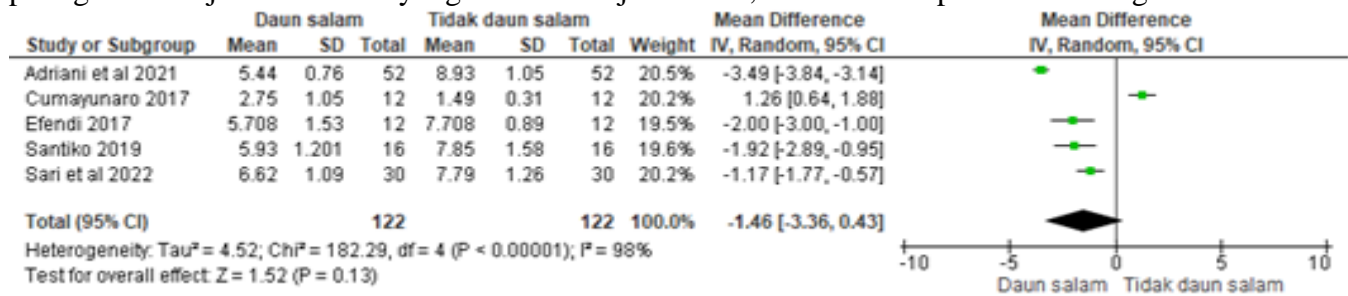 Daun salam Tidak daun salam Mean Difference Mean Difference
Study or Subgroup Mean SD Total Mean SD Total Weight IV, Random, 95% CI IV, Random, 95% CI
Adriani et al 2021 5.44 0.76 52 8.93 1.05 52 20.5% -3.49 [-3.84, -3.14]
Cumayunaro 2017 2.75 1.05 12 1.49 0.31 12 20.2% 1.26 [0.64, 1.88]
Efendi 2017 5.708 1.53 12 7.708 0.89 12 19.5% -2.00 [-3.00, -1.00]
Santiko 2019 5.93 1.201 16 7.85 1.58 16 19.6% -1.92 [-2.89, -0.95]
Sari et al 2022 6.62 1.09 30 7.79 1.26 30 20.2% -1.17 [-1.77, -0.57]
Total (95% CI) 122 122 100.0% -1.46 [-3.36, 0.43]
Heterogeneity: Tau² = 4.52; Chi² = 182.29, df = 4 (P < 0.00001); I² = 98%
Test for overall effect: Z = 1.52 (P = 0.13)
-10 -5 0 5 10
Daun salam Tidak daun salam